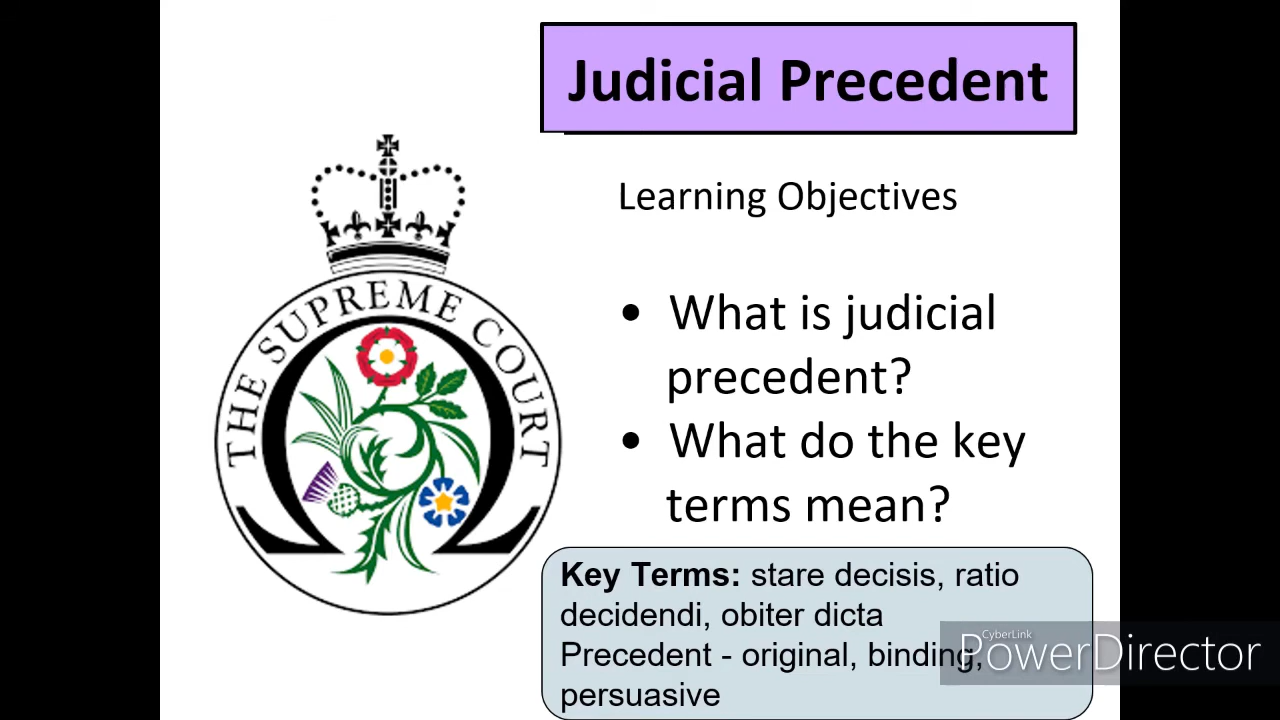 Judicial Precedent
THE SUPREME COURT
Learning Objectives
• What is judicial
precedent?
• What do the key
terms mean?
Key Terms: stare decisis, ratio
decidendi, obiter dicta
Precedent - original, binding,
persuasive
CyberLink
PowerDirector